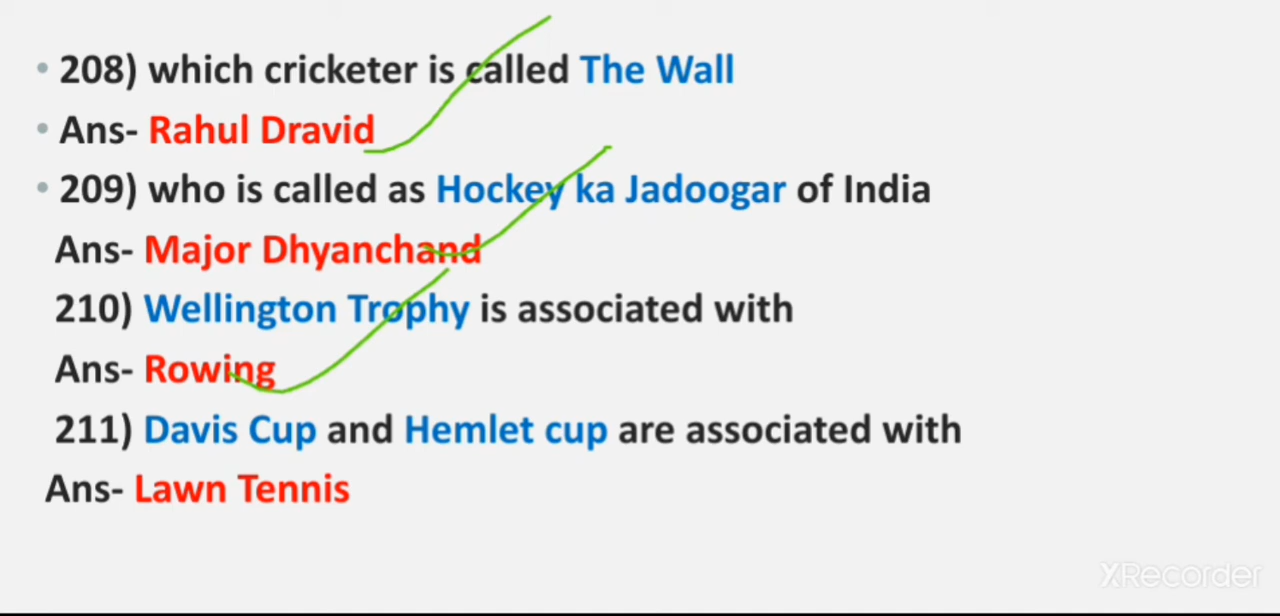 • 208) which cricketer is called The Wall
• Ans- Rahul Dravid
• 209) who is called as Hockey ka Jadoogar of India
Ans- Major Dhyanchand
210) Wellington Trophy is associated with
Ans- Rowing
211) Davis Cup and Hemlet cup are associated with
Ans- Lawn Tennis
XRecorder